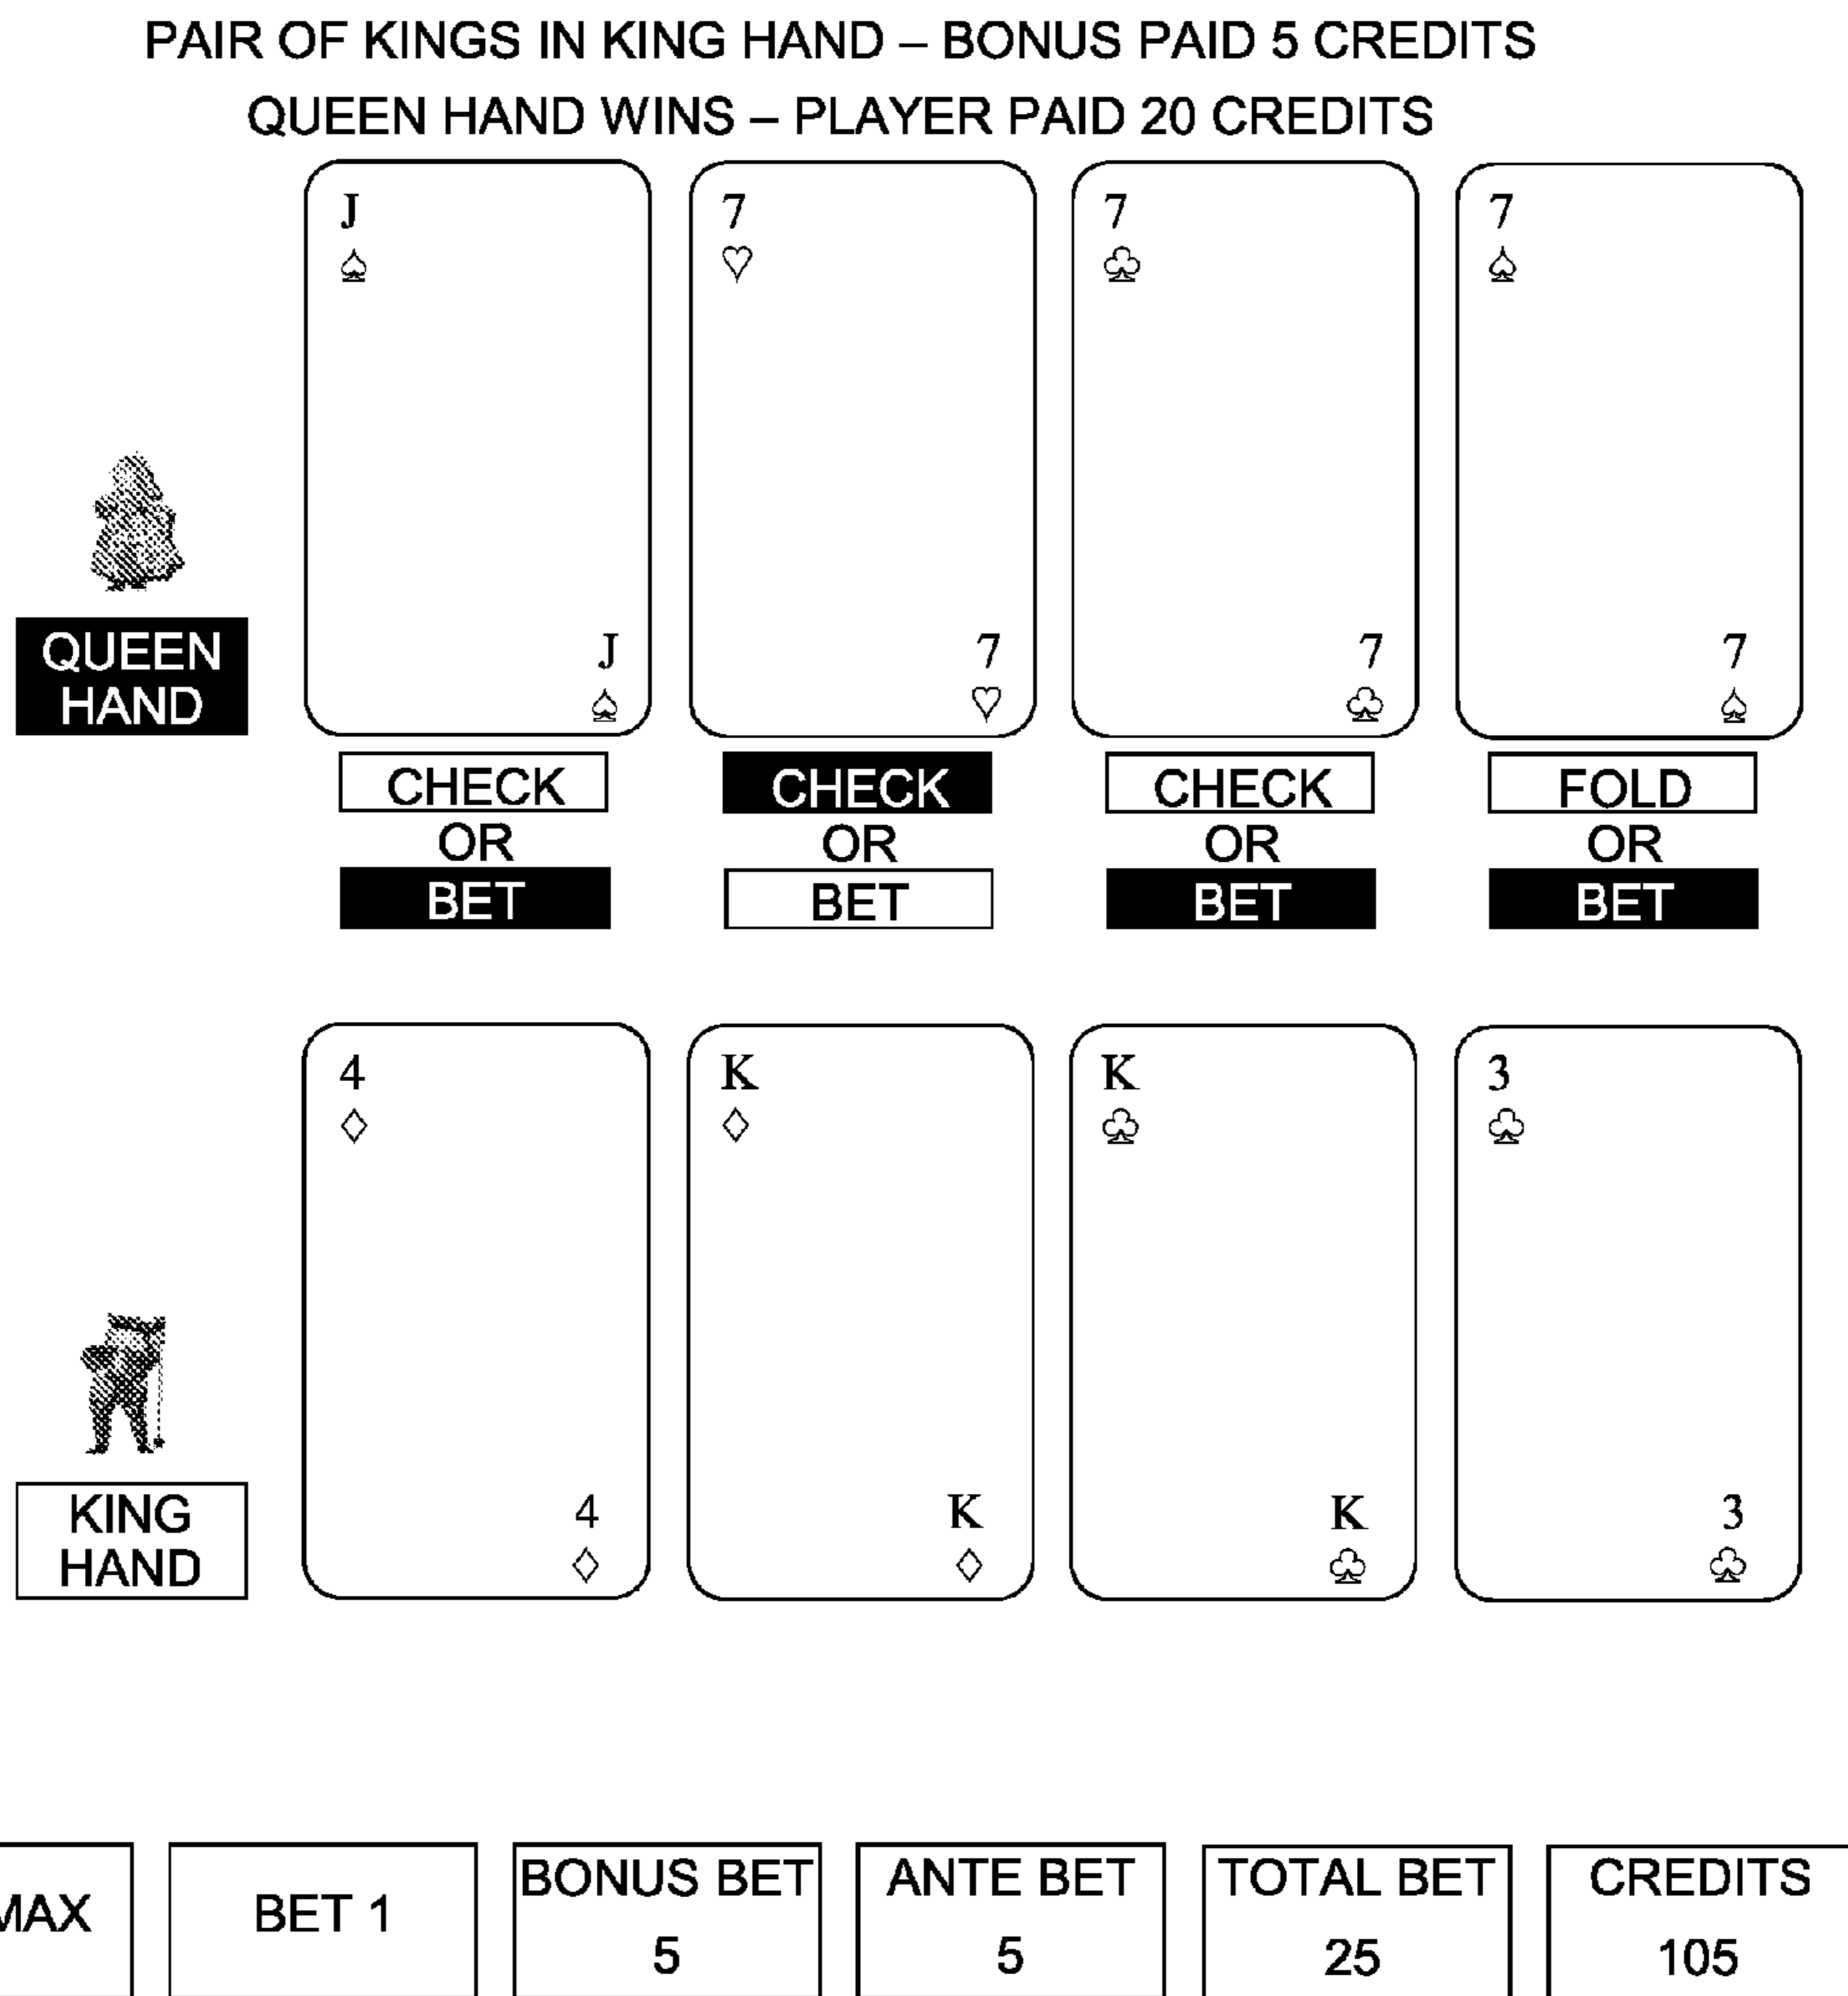 PAIR OF KINGS IN KING HAND – BONUS PAID 5 CREDITS
QUEEN HAND WINS – PLAYER PAID 20 CREDITS
J♤ 7♡ 7♧ 7♤
J♤ 7♡ 7♧ 7♤
QUEEN
HAND
CHECK CHECK CHECK FOLD
OR OR OR OR
BET BET BET BET
4♢ K♢ K♧ 3♧
4♢ K♢ K♧ 3♧
KING
HAND
BONUS BET ANTE BET TOTAL BET CREDITS
BET 1
5 5 25 105